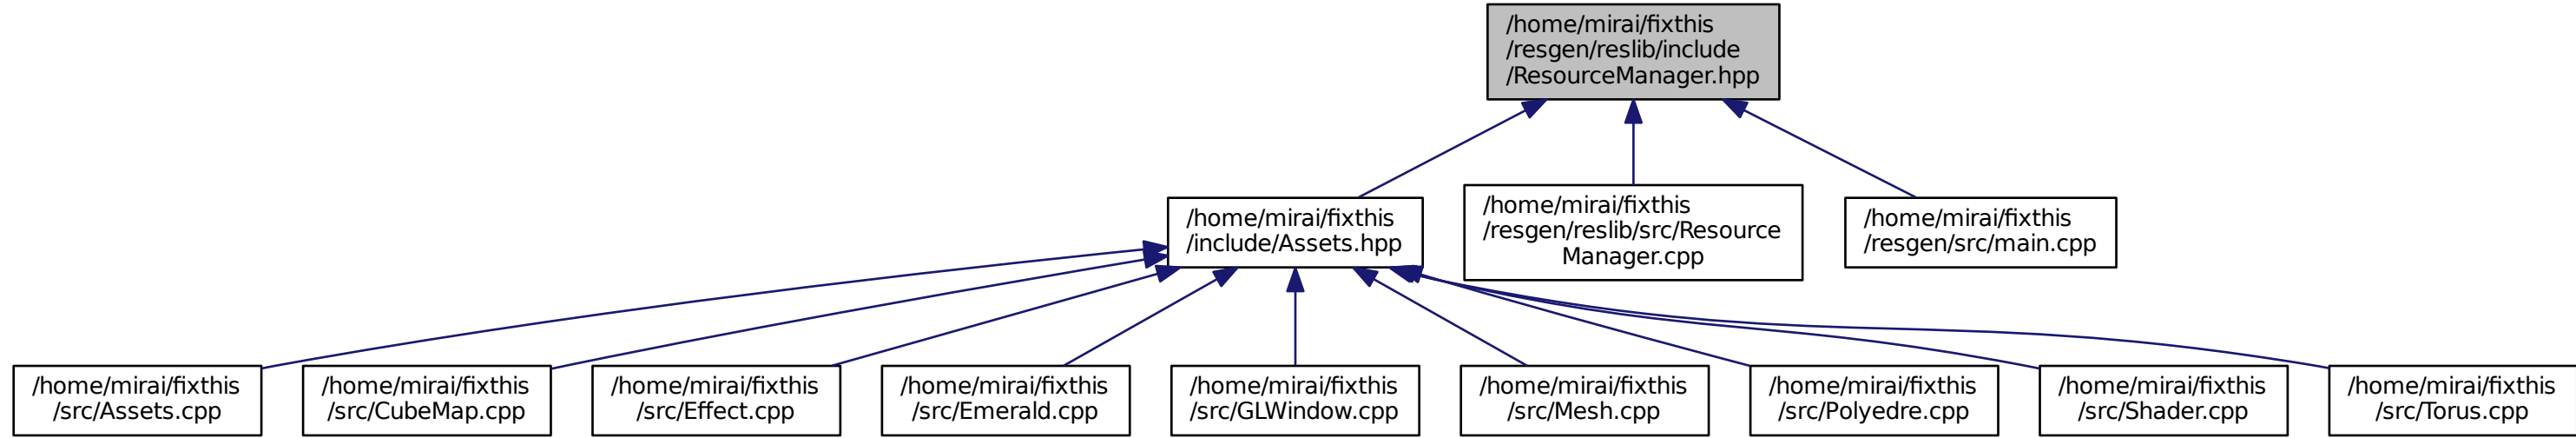 /home/mirai/fixthis
/resgen/reslib/include
/ResourceManager.hpp
/home/mirai/fixthis
/include/Assets.hpp
/home/mirai/fixthis
/resgen/reslib/src/Resource
Manager.cpp
/home/mirai/fixthis
/resgen/src/main.cpp
/home/mirai/fixthis
/src/Assets.cpp
/home/mirai/fixthis
/src/CubeMap.cpp
/home/mirai/fixthis
/src/Effect.cpp
/home/mirai/fixthis
/src/Emerald.cpp
/home/mirai/fixthis
/src/GLWindow.cpp
/home/mirai/fixthis
/src/Mesh.cpp
/home/mirai/fixthis
/src/Polyedre.cpp
/home/mirai/fixthis
/src/Shader.cpp
/home/mirai/fixthis
/src/Torus.cpp